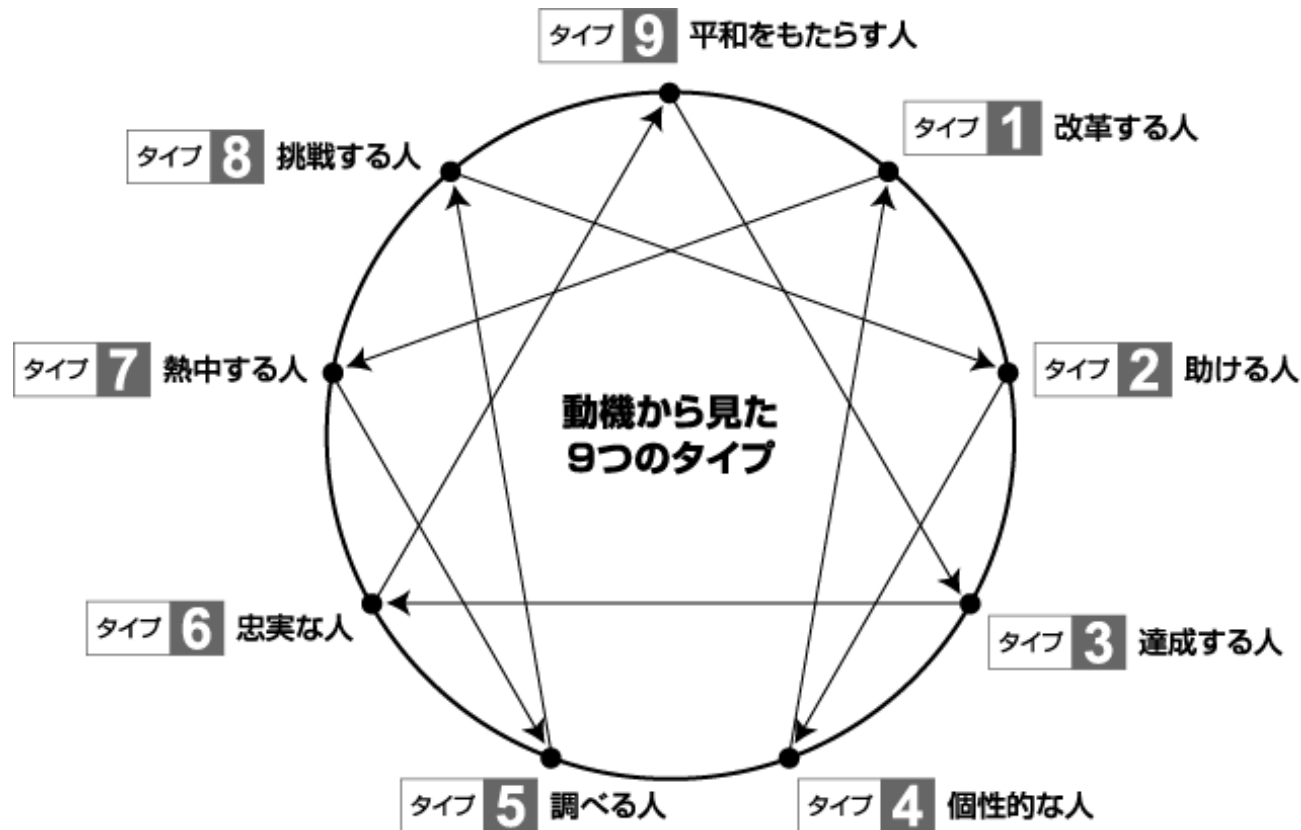 タイプ 9 平和をもたらす人
タイプ 1 改革する人
タイプ 8 挑戦する人
タイプ 7 熱中する人
タイプ 2 助ける人
動機から見た
9つのタイプ
タイプ 6 忠実な人
タイプ 3 達成する人
タイプ 5 調べる人
タイプ 4 個性的な人